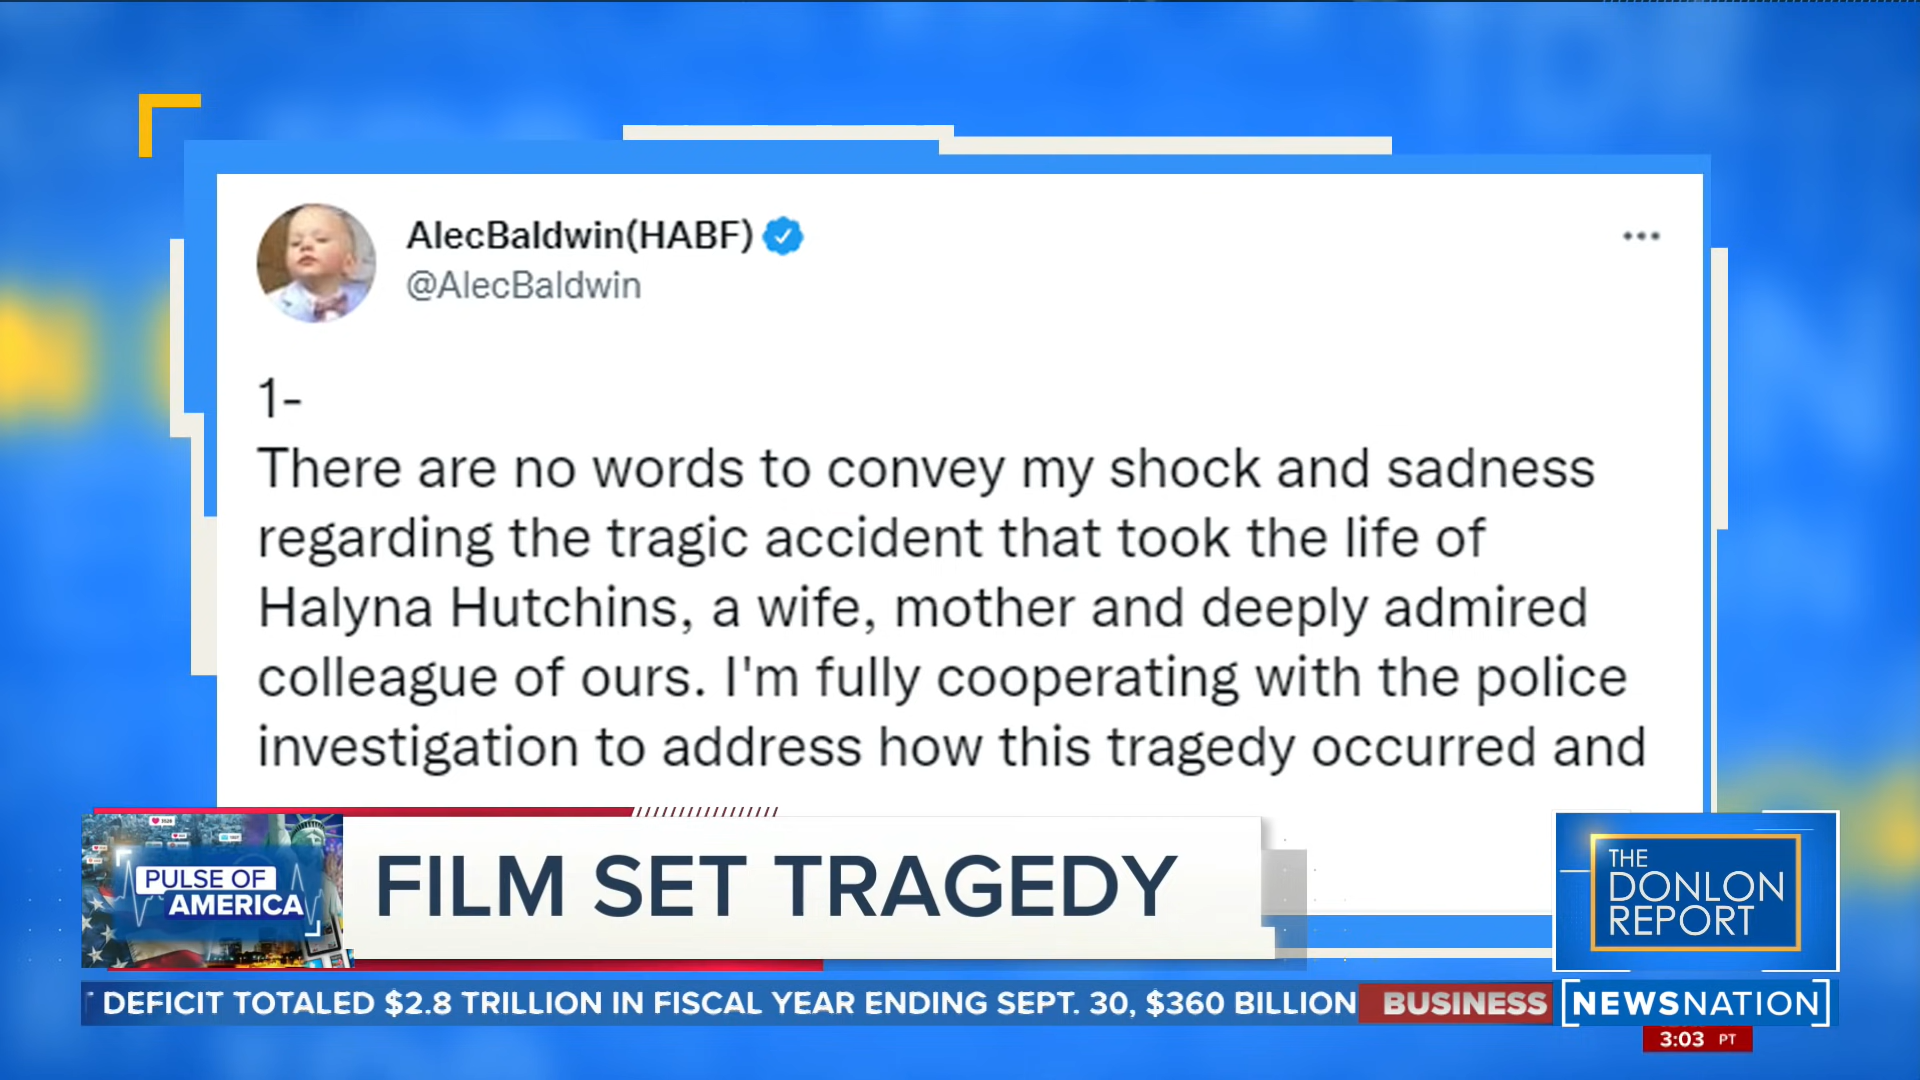 AlecBaldwin(HABF)
@AlecBaldwin
1-
There are no words to convey my shock and sadness
regarding the tragic accident that took the life of
Halyna Hutchins, a wife, mother and deeply admired
colleague of ours. I'm fully cooperating with the police
investigation to address how this tragedy occurred and
PULSE OF
AMERICA
FILM SET TRAGEDY
THE
DONLON
REPORT
DEFICIT TOTALED $2.8 TRILLION IN FISCAL YEAR ENDING SEPT. 30, $360 BILLION
BUSINESS
NEWSNATION
3:03 PT